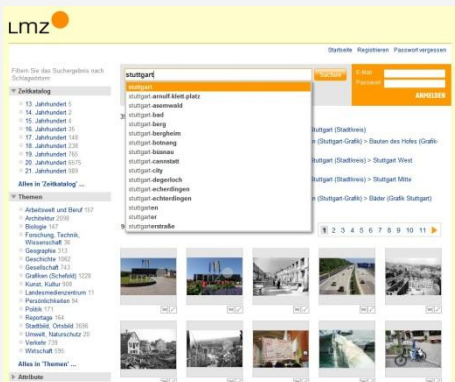 Lmz
Startseite Registrieren Passwort vergessen
Filtern Sie das Suchergebnis nach
Schlagwörtern:
Zeitkatalog
13. Jahrhundert 5
14. Jahrhundert 2
15. Jahrhundert 4
16. Jahrhundert 35
17. Jahrhundert 148
18. Jahrhundert 238
19. Jahrhundert 765
20. Jahrhundert 6575
21. Jahrhundert 989
Alles in 'Zeitkatalog' ...
Themen
Arbeitswelt und Beruf 157
Architektur 2098
Biologie 147
Forschung, Technik,
Wissenschaft 36
Geographie 313
Geschichte 1062
Gesellschaft 743
Grafiken (Schefold) 1229
Kunst, Kultur 908
Landesmedienzentrum 11
Persönlichkeiten 94
Politik 171
Reportage 164
Stadtbild, Ortsbild 3696
Umwelt, Naturschutz 20
Verkehr 738
Wirtschaft 595
Alles in 'Themen' ...
Attribute
stuttgart
Suchen
E-Mail
Passwort
ANMELDEN
stuttgart
stuttgart-arnulf-klett-platz
stuttgart-asemwald
stuttgart-bad
stuttgart-berg
stuttgart-bergheim
stuttgart-botnang
stuttgart-büsnau
stuttgart-cannstatt
stuttgart-city
stuttgart-degerloch
stuttgart-echerdingen
stuttgart-echterdingen
stuttgarten
stuttgarter
stuttgarterstraße
Stuttgart (Stadtkreis)
(Stuttgart-Grafik) > Bauten des Hofes (Grafik-
Stuttgart (Stadtkreis) > Stuttgart West
Stuttgart (Stadtkreis) > Stuttgart Mitte
(Stuttgart-Grafik) > Bäder (Grafik Stuttgart)
1 2 3 4 5 6 7 8 9 10 11